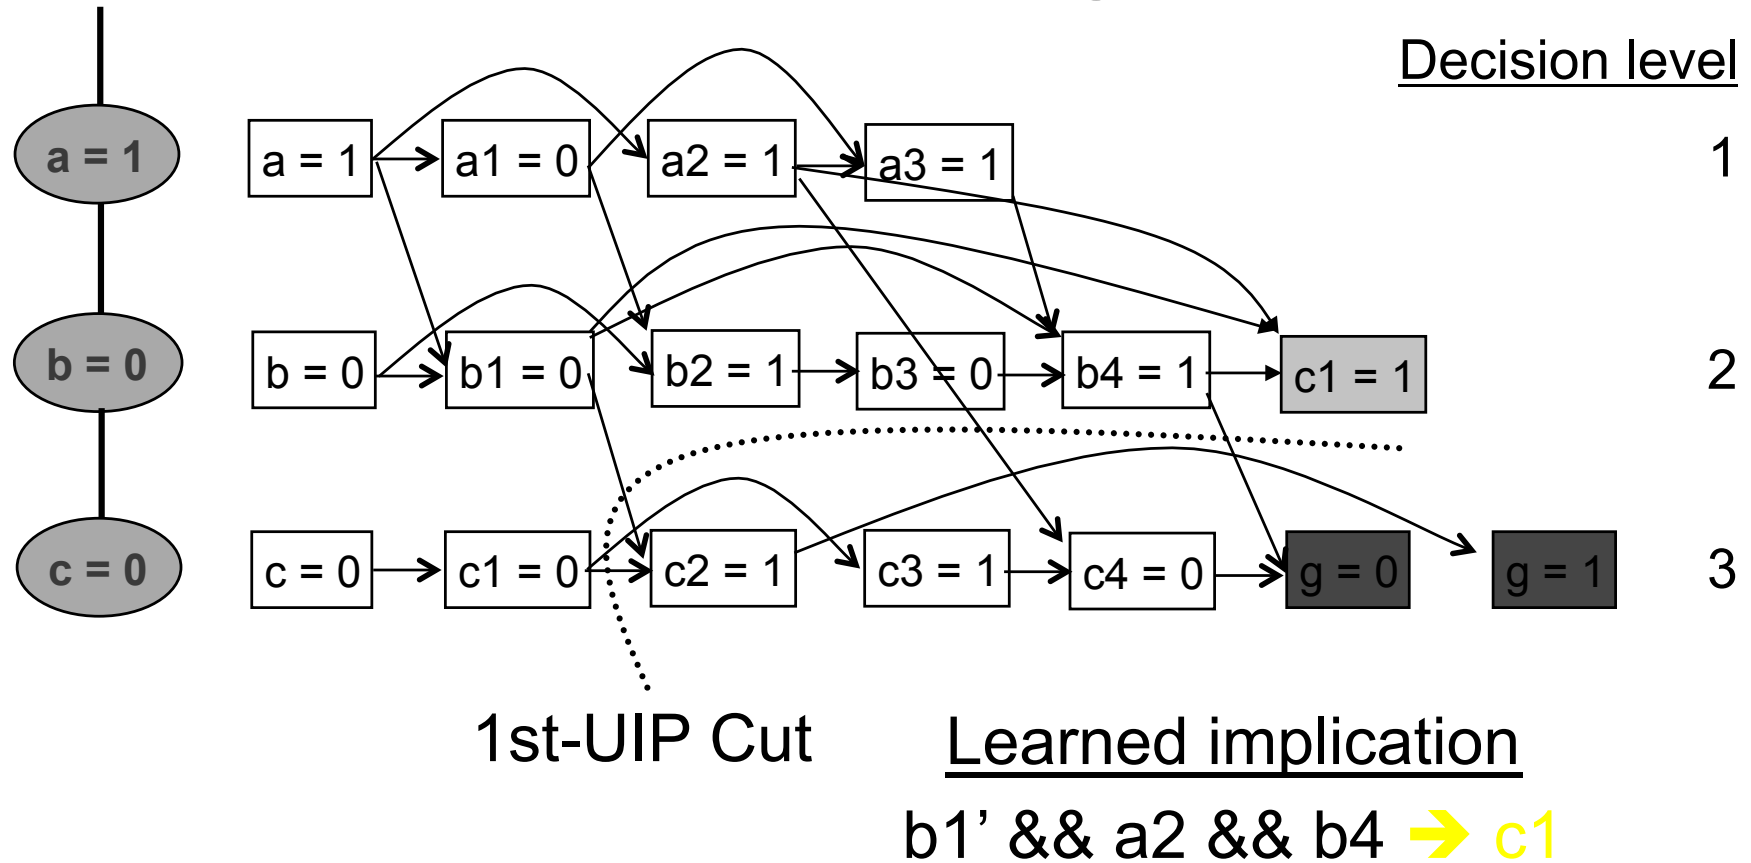 Decision level
a = 1 a = 1 a1 = 0 a2 = 1 a3 = 1 1
b = 0 b = 0 b1 = 0 b2 = 1 b3 = 0 b4 = 1 c1 = 1 2
c = 0 c = 0 c1 = 0 c2 = 1 c3 = 1 c4 = 0 g = 0 g = 1 3
1st-UIP Cut Learned implication
b1’ && a2 && b4 ➔ c1